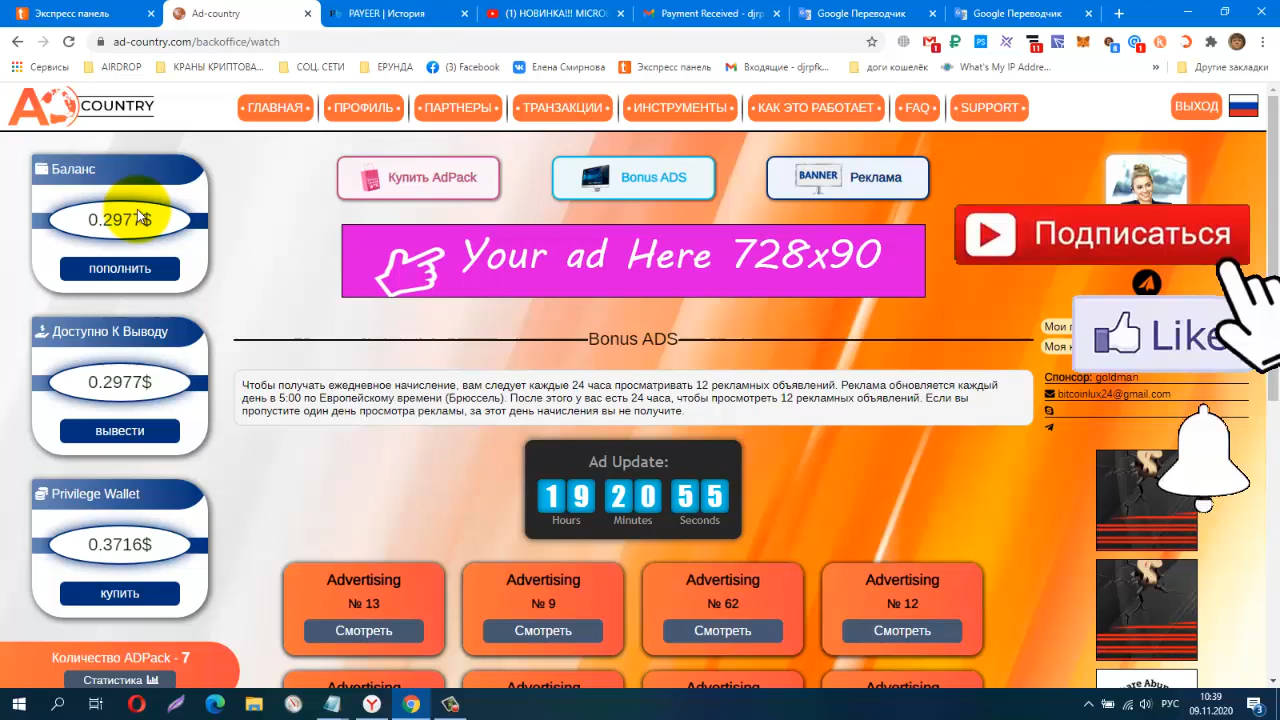 Экспресс панель
Ad-country
PAYEER | История
(1) НОВИНКА!!! MICROB
Payment Received - djrp
Google Переводчик
Google Переводчик
ad-country.com/backoffice/watch
Сервисы
AIRDROP
КРАНЫ КРИПТОВА...
СОЦ. СЕТИ
ЕРУНДА
(3) Facebook
Елена Смирнова
Экспресс панель
Входящие - djrpfk...
доги кошелёк
What's My IP Addre...
»
Другие закладки
AD COUNTRY
• ГЛАВНАЯ •
• ПРОФИЛЬ •
• ПАРТНЕРЫ •
• ТРАНЗАКЦИИ •
• ИНСТРУМЕНТЫ •
• КАК ЭТО РАБОТАЕТ •
• FAQ •
• SUPPORT •
ВЫХОД
Баланс
0.2977$
пополнить
Купить AdPack
Bonus ADS
BANNER
Реклама
Your ad Here 728x90
Подписаться
Like
Доступно К Выводу
0.2977$
вывести
Bonus ADS
Чтобы получать ежедневное начисление, вам следует каждые 24 часа просматривать 12 рекламных объявлений. Реклама обновляется каждый
день в 5:00 по Европейскому времени (Брюссель). После этого у вас есть 24 часа, чтобы просмотреть 12 рекламных объявлений. Если вы
пропустите один день просмотра рекламы, за этот день начисления вы не получите.
Спонсор: goldman
bitcoinlux24@gmail.com
Ad Update:
19 20 55
Hours Minutes Seconds
Privilege Wallet
0.3716$
купить
Advertising
№ 13
Смотреть
Advertising
№ 9
Смотреть
Advertising
№ 62
Смотреть
Advertising
№ 12
Смотреть
Количество ADPack - 7
Статистика
Advertising
Advertising
Advertising
Advertising
РУС
10:39
09.11.2020